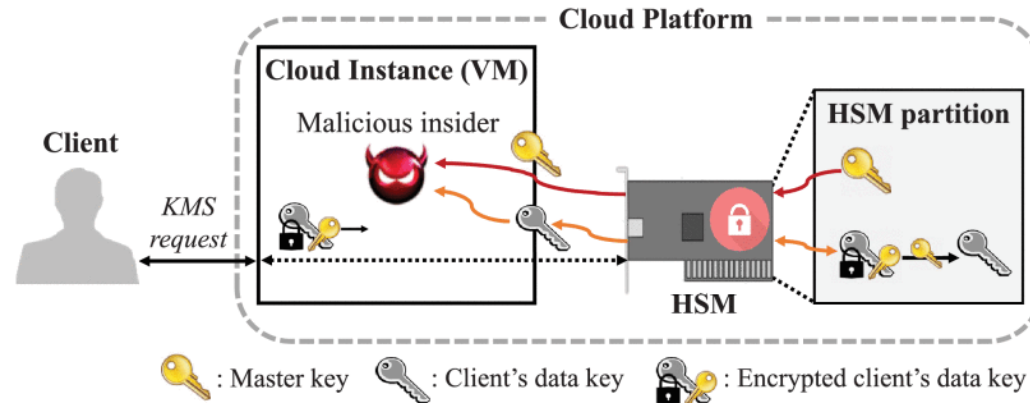 Cloud Platform
Cloud Instance (VM)
HSM partition
Malicious insider
Client
KMS
request
HSM
: Master key
: Client's data key
: Encrypted client's data key